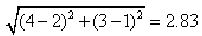 √((4−2)² + (3−1)²) = 2.83